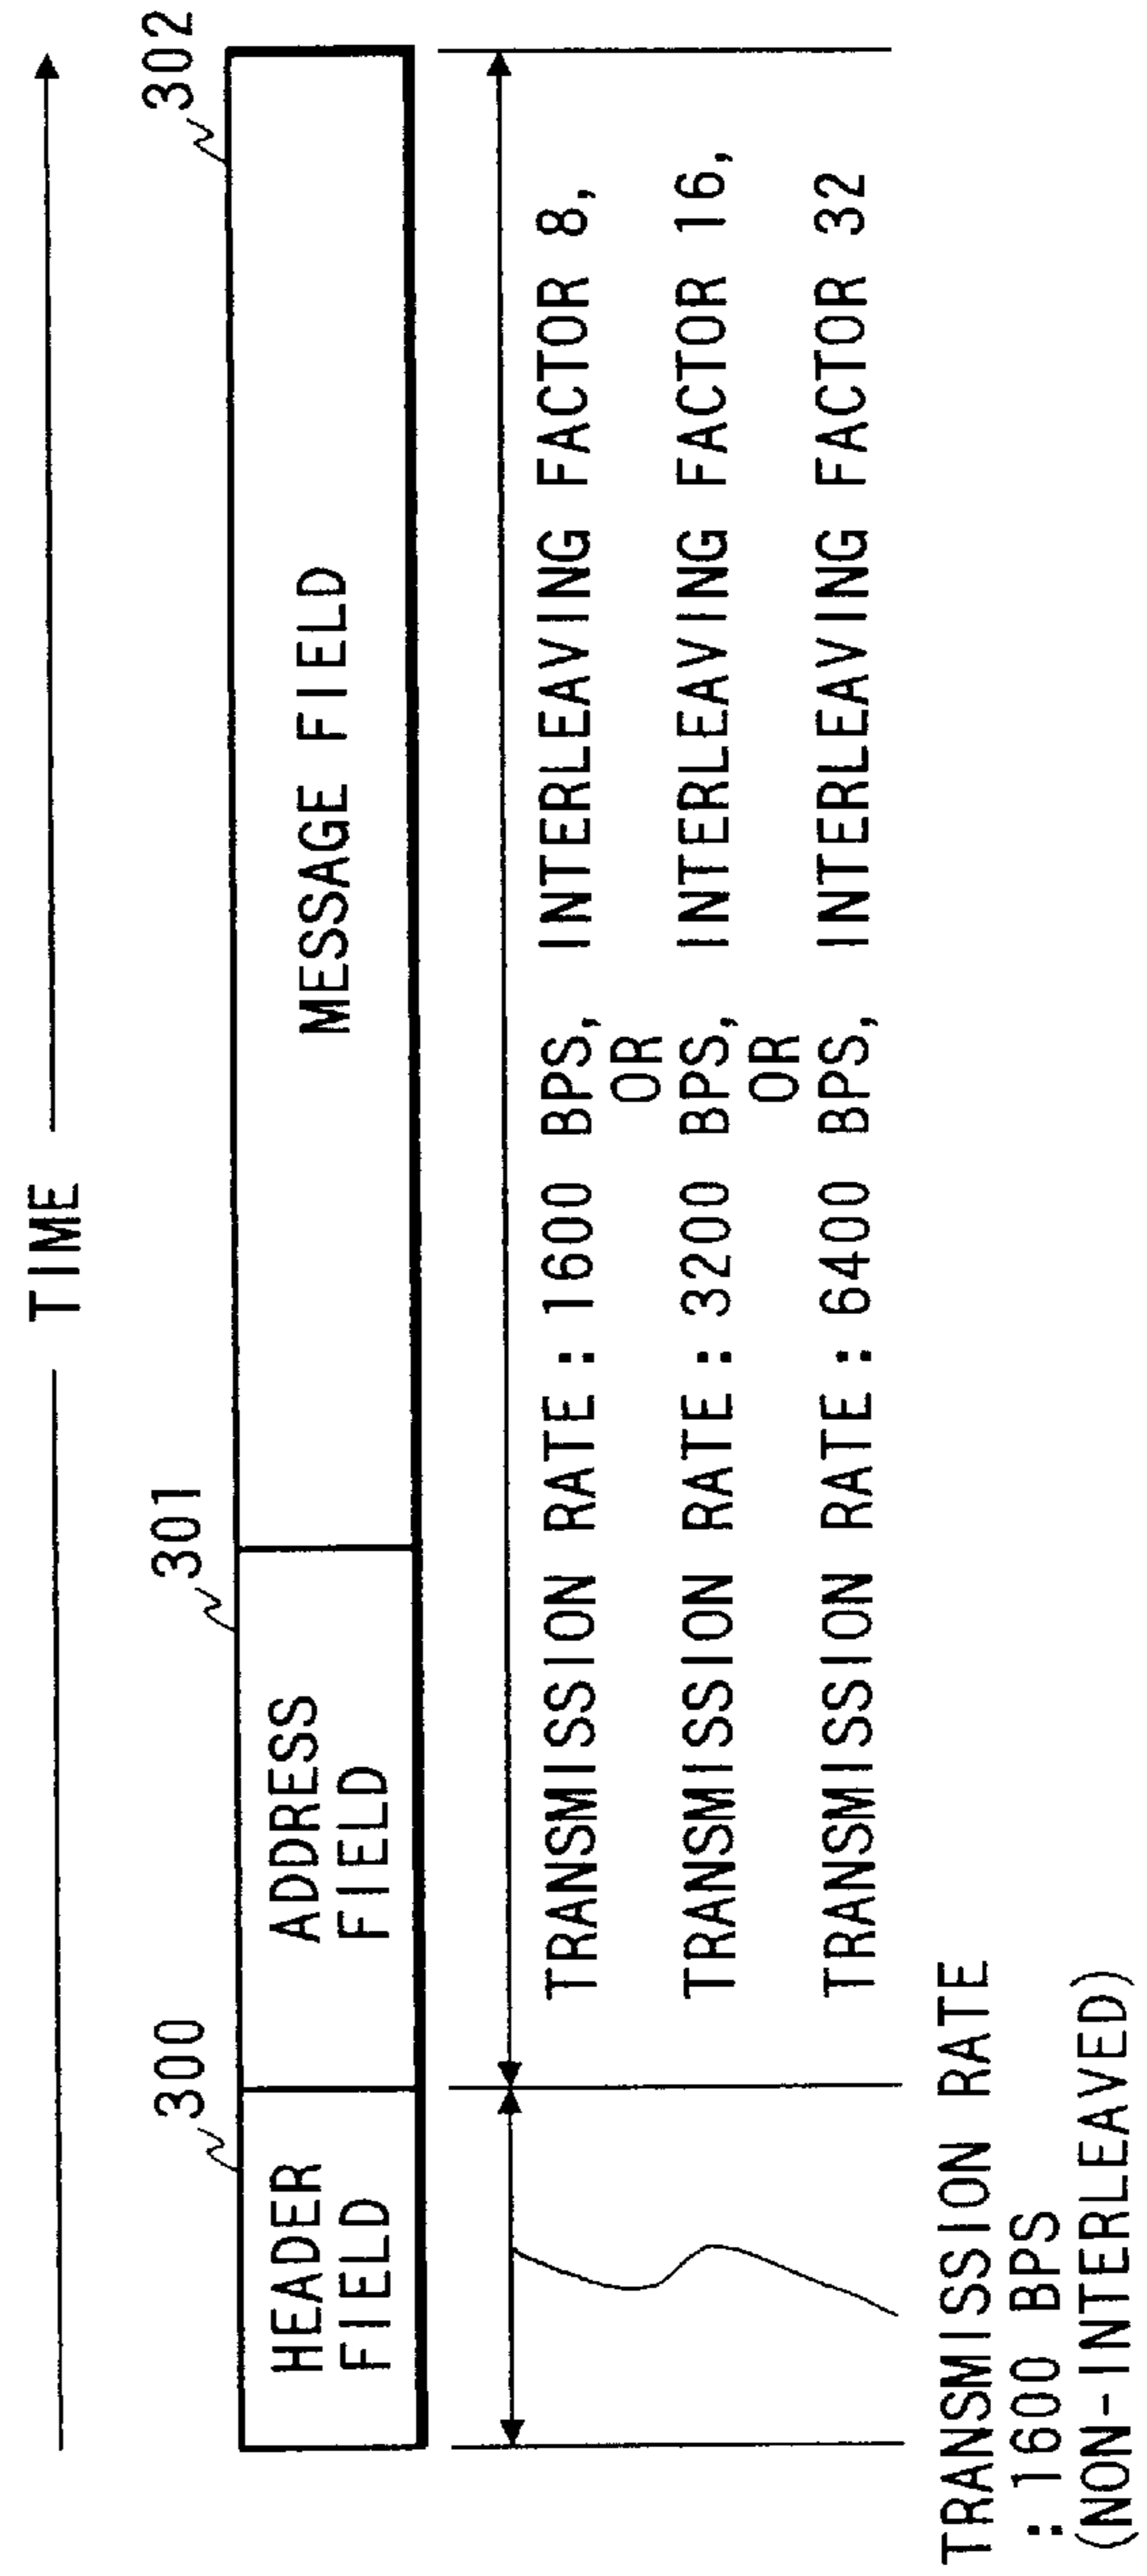 TIME
300
301
302
HEADER
FIELD
ADDRESS
FIELD
MESSAGE FIELD
TRANSMISSION RATE : 1600 BPS, INTERLEAVING FACTOR 8,
OR
TRANSMISSION RATE : 3200 BPS, INTERLEAVING FACTOR 16,
OR
TRANSMISSION RATE : 6400 BPS, INTERLEAVING FACTOR 32
TRANSMISSION RATE
: 1600 BPS
(NON-INTERLEAVED)